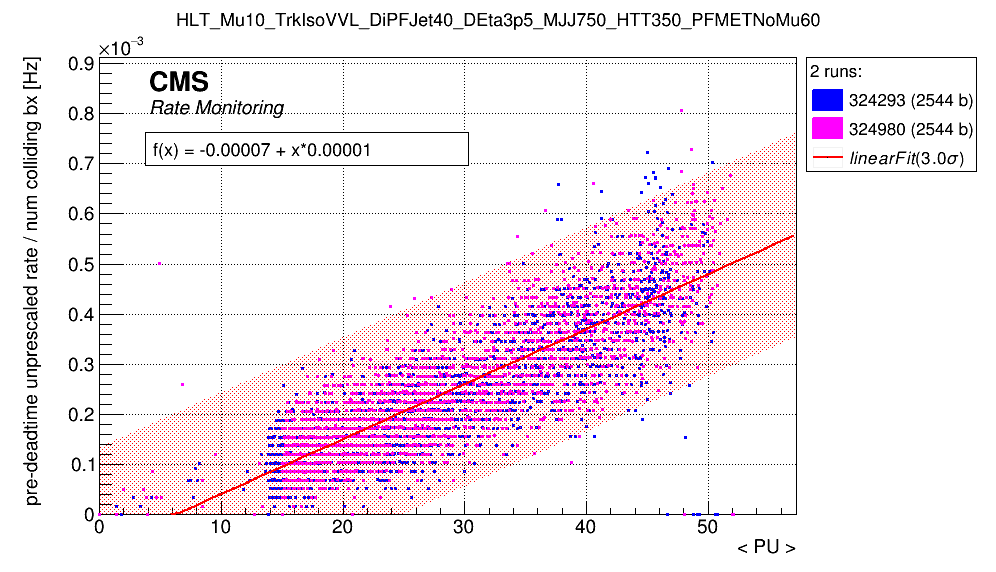 HLT_Mu10_TrkIsoVVL_DiPFJet40_DEta3p5_MJJ750_HTT350_PFMETNoMu60
×10⁻³
pre-deadtime unprescaled rate / num colliding bx [Hz]
0.9
0.8
0.7
0.6
0.5
0.4
0.3
0.2
0.1
0
CMS
Rate Monitoring
f(x) = -0.00007 + x*0.00001
2 runs:
324293 (2544 b)
324980 (2544 b)
linearFit(3.0σ)
0 10 20 30 40 50
< PU >